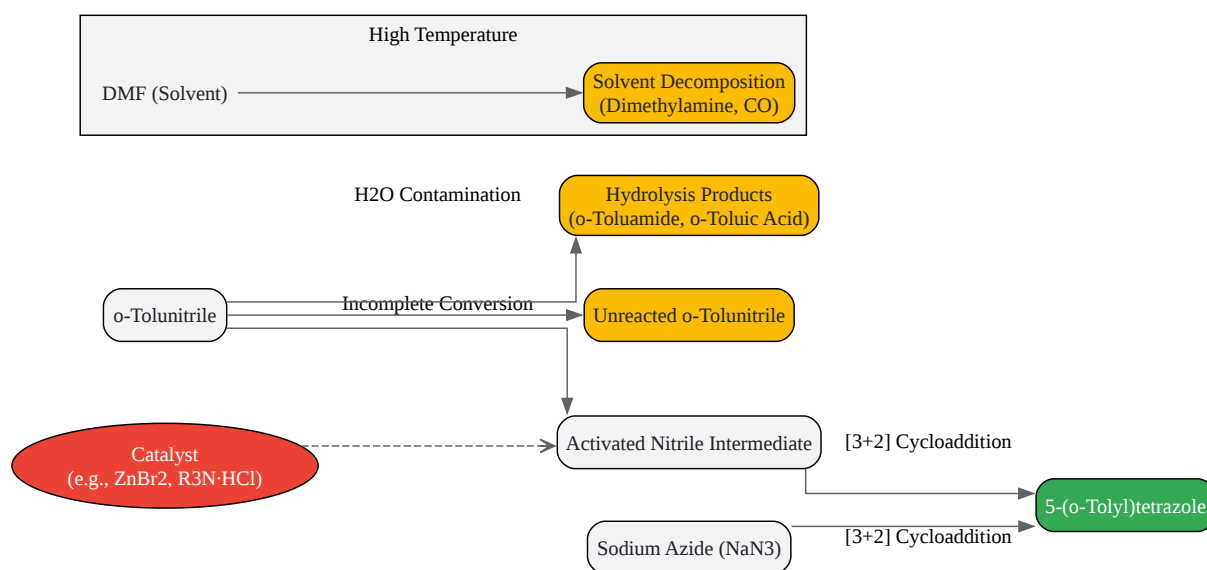 High Temperature
DMF (Solvent)
Solvent Decomposition
(Dimethylamine, CO)
H2O Contamination
Hydrolysis Products
(o-Toluamide, o-Toluic Acid)
o-Tolunitrile
Incomplete Conversion
Unreacted o-Tolunitrile
Catalyst
(e.g., ZnBr2, R3N·HCl)
Activated Nitrile Intermediate
[3+2] Cycloaddition
5-(o-Tolyl)tetrazole
Sodium Azide (NaN3)
[3+2] Cycloaddition